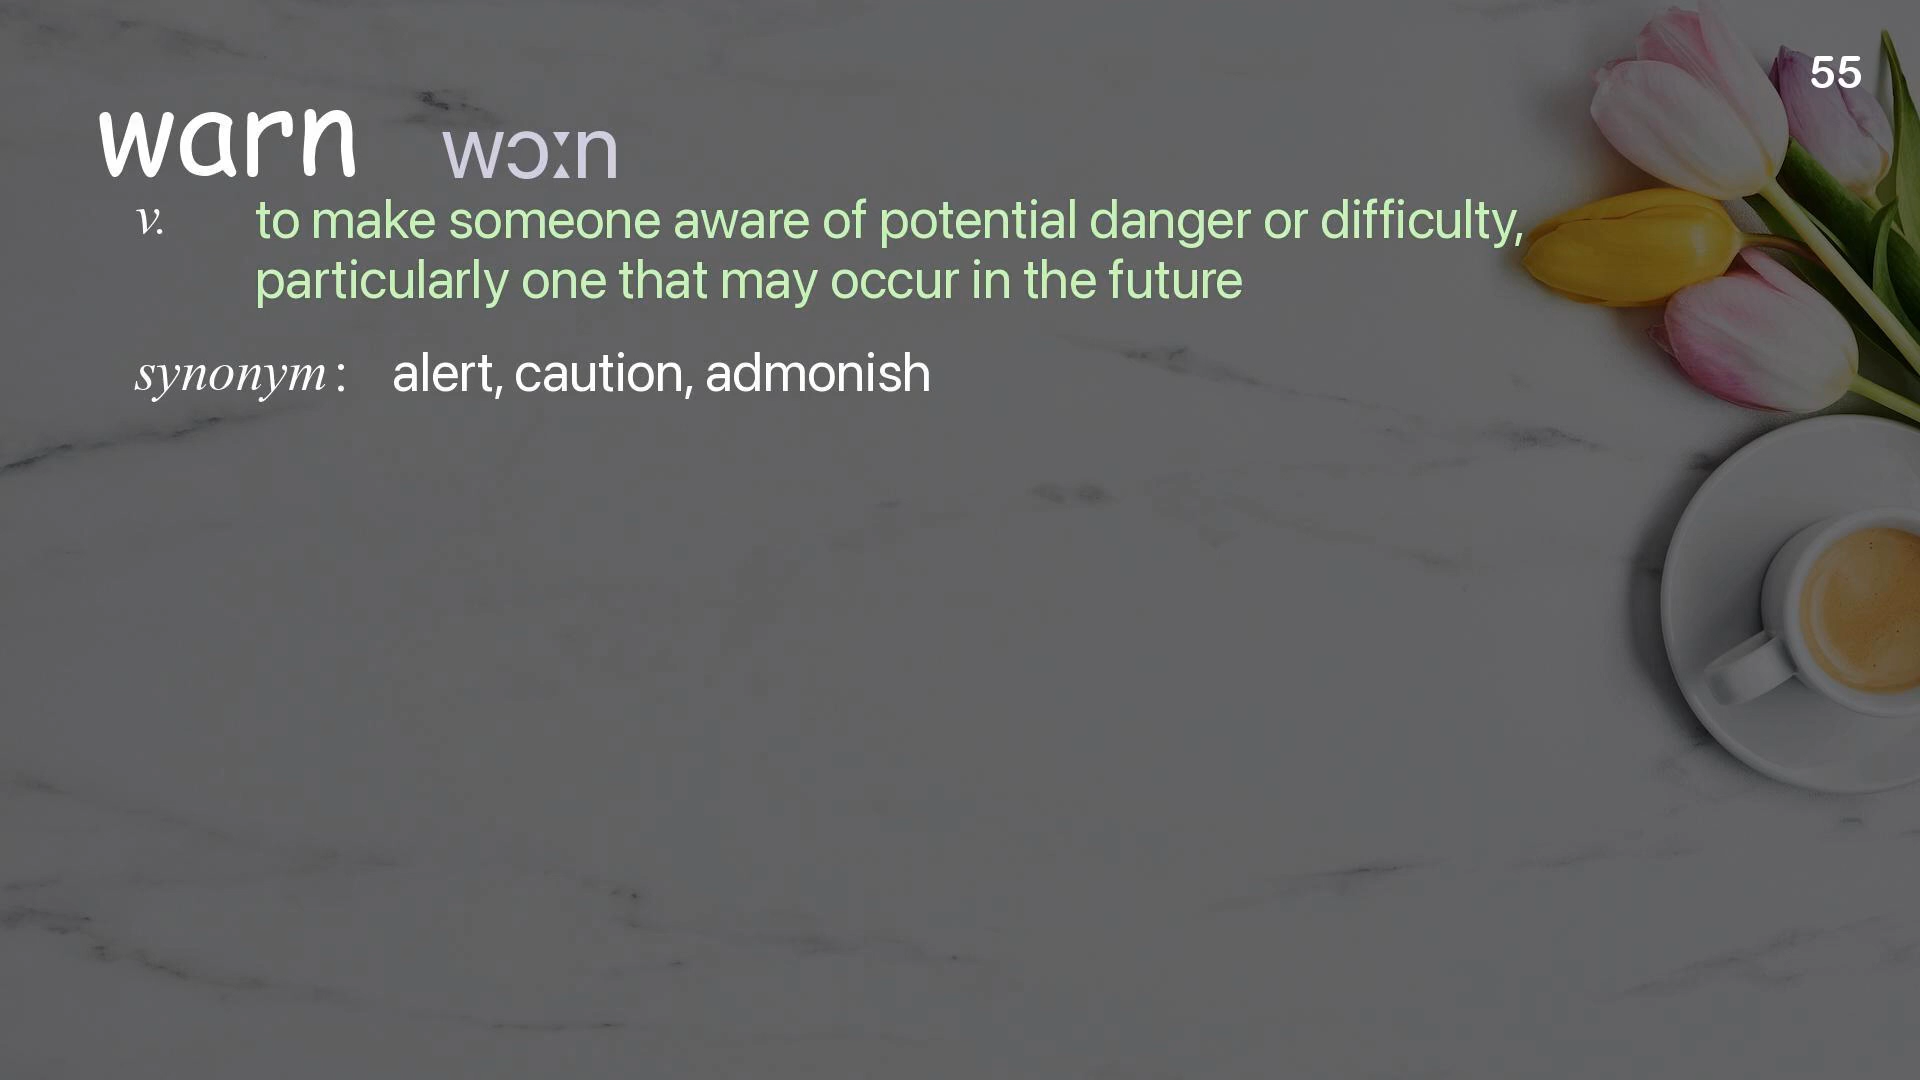 55
warn wɔːn
v. to make someone aware of potential danger or difficulty,
particularly one that may occur in the future
synonym : alert, caution, admonish